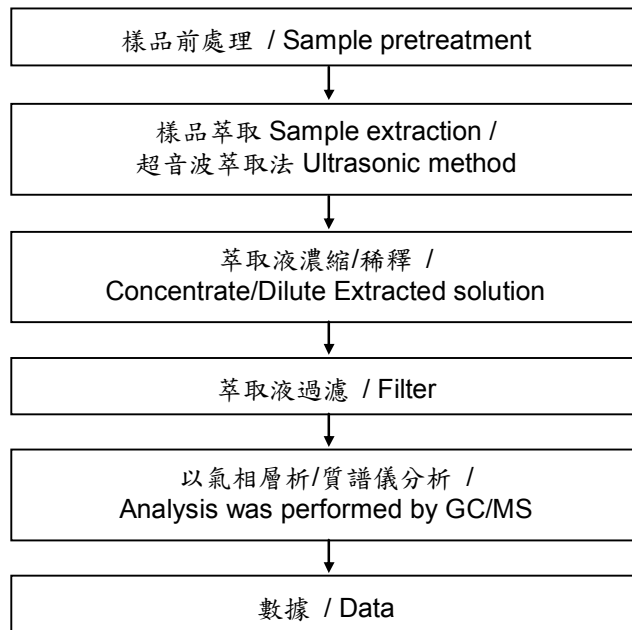 樣品前處理 / Sample pretreatment
樣品萃取 Sample extraction /
超音波萃取法 Ultrasonic method
萃取液濃縮/稀釋 /
Concentrate/Dilute Extracted solution
萃取液過濾 / Filter
以氣相層析/質譜儀分析 /
Analysis was performed by GC/MS
數據 / Data